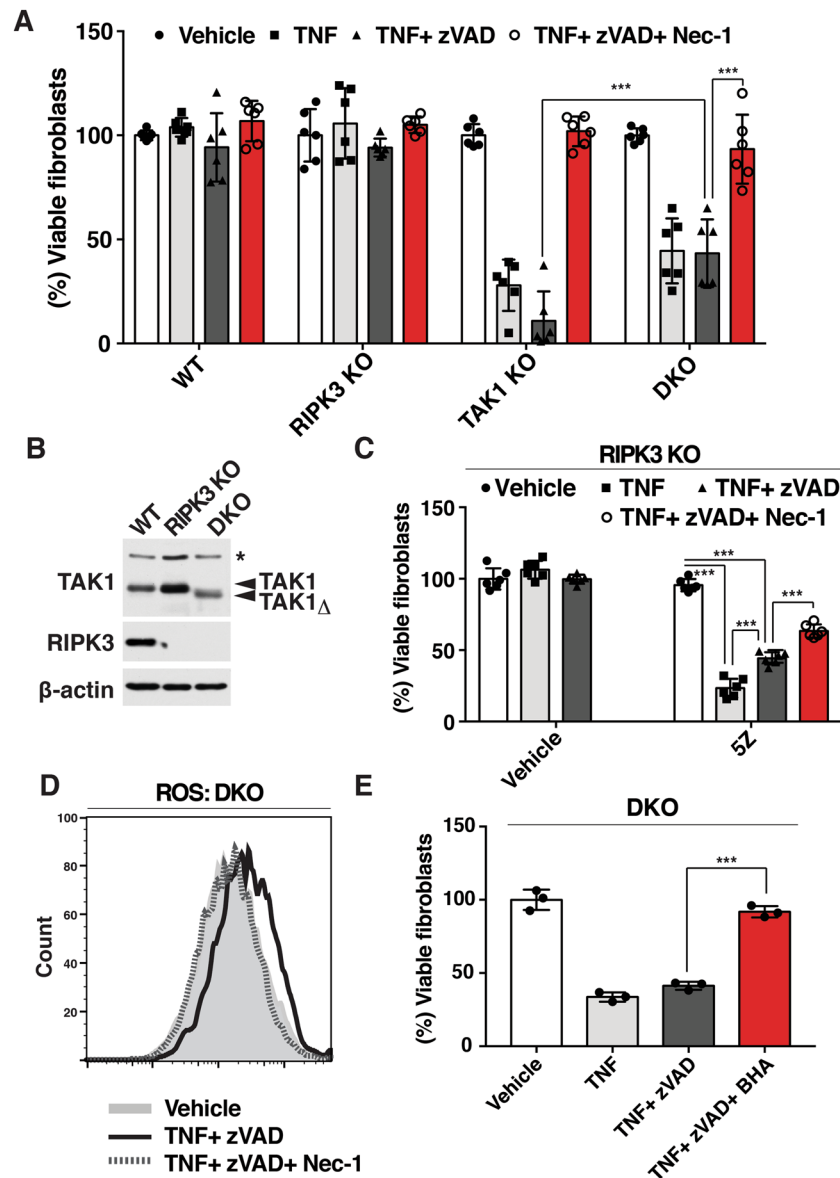 A
● Vehicle ■ TNF ▲ TNF+ zVAD ○ TNF+ zVAD+ Nec-1
(%) Viable fibroblasts
150
100
50
0
***
***
WT
RIPK3 KO
TAK1 KO
DKO
B
WT
RIPK3 KO
DKO
*
TAK1
TAK1
TAK1Δ
RIPK3
β-actin
C
RIPK3 KO
● Vehicle ■ TNF ▲ TNF+ zVAD
○ TNF+ zVAD+ Nec-1
(%) Viable fibroblasts
150
100
50
0
***
***
***
***
Vehicle
5Z
D
ROS: DKO
Count
100
80
60
40
20
Vehicle
TNF+ zVAD
TNF+ zVAD+ Nec-1
E
DKO
(%) Viable fibroblasts
150
100
50
0
***
Vehicle
TNF
TNF+ zVAD
TNF+ zVAD+ BHA